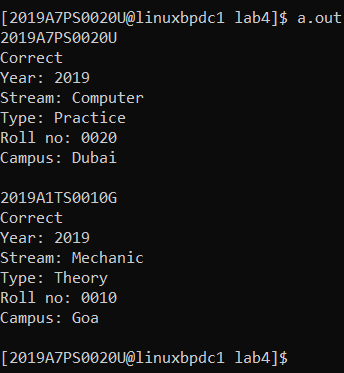 [2019A7PS0020U@linuxbpdc1 lab4]$ a.out
2019A7PS0020U
Correct
Year: 2019
Stream: Computer
Type: Practice
Roll no: 0020
Campus: Dubai
2019A1TS0010G
Correct
Year: 2019
Stream: Mechanic
Type: Theory
Roll no: 0010
Campus: Goa
[2019A7PS0020U@linuxbpdc1 lab4]$